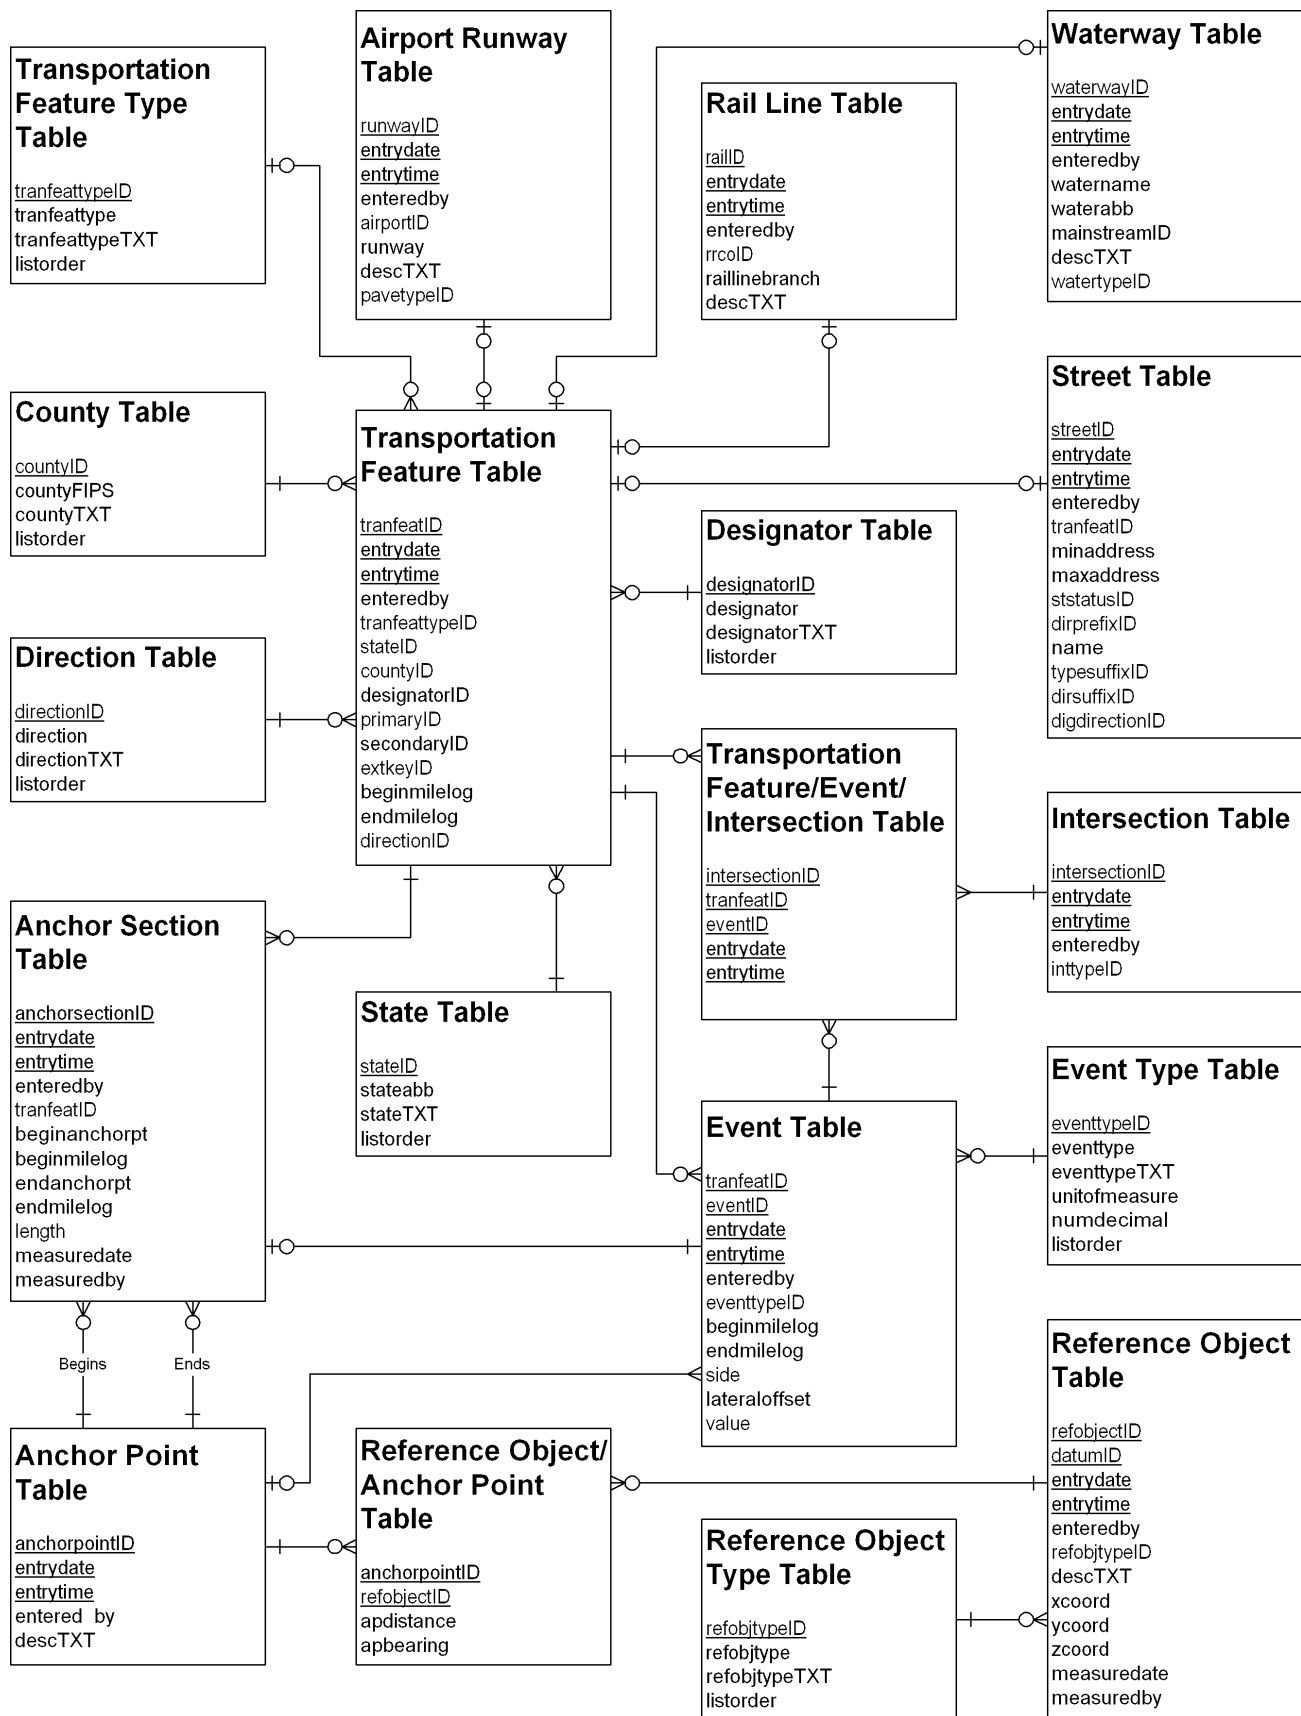 Transportation
Feature Type
Table
tranfeattypeID
tranfeattype
tranfeattypeTXT
listorder
Airport Runway
Table
runwayID
entrydate
entrytime
enteredby
airportID
runway
descTXT
pavetypeID
Rail Line Table
railID
entrydate
entrytime
enteredby
rrcoID
raillinebranch
descTXT
Waterway Table
waterwayID
entrydate
entrytime
enteredby
watername
waterabb
mainstreamID
descTXT
watertypeID
County Table
countyID
countyFIPS
countyTXT
listorder
Transportation
Feature Table
tranfeatID
entrydate
entrytime
enteredby
tranfeattypeID
stateID
countyID
designatorID
primaryID
secondaryID
extkeyID
beginmilelog
endmilelog
directionID
Street Table
streetID
entrydate
entrytime
enteredby
tranfeatID
minaddress
maxaddress
ststatusID
dirprefixID
name
typesuffixID
dirsuffixID
digdirectionID
Designator Table
designatorID
designator
designatorTXT
listorder
Direction Table
directionID
direction
directionTXT
listorder
Transportation
Feature/Event/
Intersection Table
intersectionID
tranfeatID
eventID
entrydate
entrytime
Intersection Table
intersectionID
entrydate
entrytime
enteredby
inttypeID
Anchor Section
Table
anchorsectionID
entrydate
entrytime
enteredby
tranfeatID
beginanchorpt
beginmilelog
endanchorpt
endmilelog
length
measuredate
measuredby
State Table
stateID
stateabb
stateTXT
listorder
Event Table
tranfeatID
eventID
entrydate
entrytime
enteredby
eventtypeID
beginmilelog
endmilelog
side
lateraloffset
value
Event Type Table
eventtypeID
eventtype
eventtypeTXT
unitofmeasure
numdecimal
listorder
Begins
Ends
Anchor Point
Table
anchorpointID
entrydate
entrytime
entered by
descTXT
Reference Object/
Anchor Point
Table
anchorpointID
refobjectID
apdistance
apbearing
Reference Object
Type Table
refobjtypeID
refobjtype
refobjtypeTXT
listorder
Reference Object
Table
refobjectID
datumID
entrydate
entrytime
enteredby
refobjtypeID
descTXT
xcoord
ycoord
zcoord
measuredate
measuredby